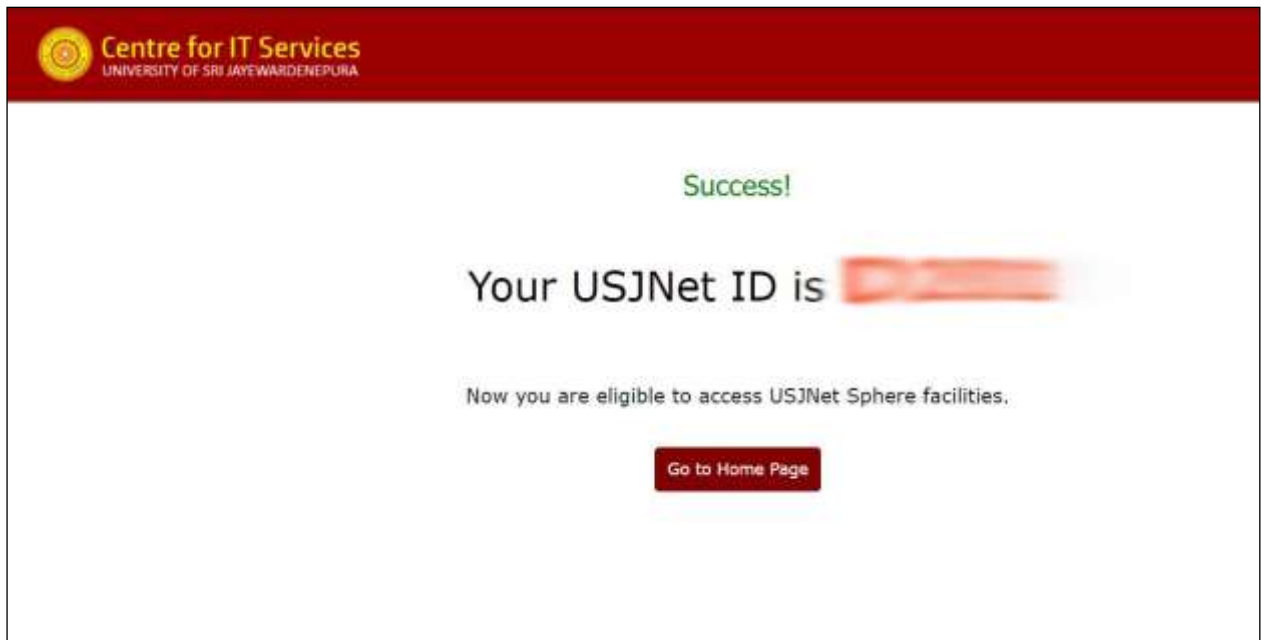 Centre for IT Services
UNIVERSITY OF SRI JAYEWARDENEPURA
Success!
Your USJNet ID is
Now you are eligible to access USJNet Sphere facilities.
Go to Home Page